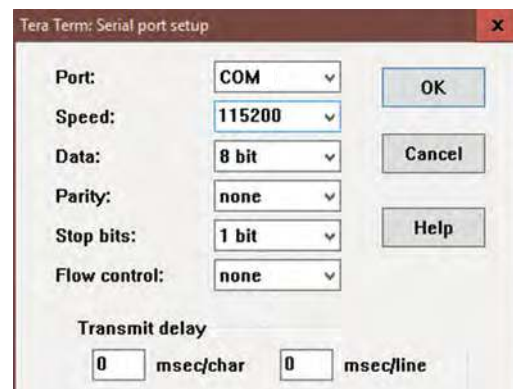 Tera Term: Serial port setup x
Port: COM OK
Speed: 115200
Data: 8 bit Cancel
Parity: none
Stop bits: 1 bit Help
Flow control: none
Transmit delay
0 msec/char 0 msec/line